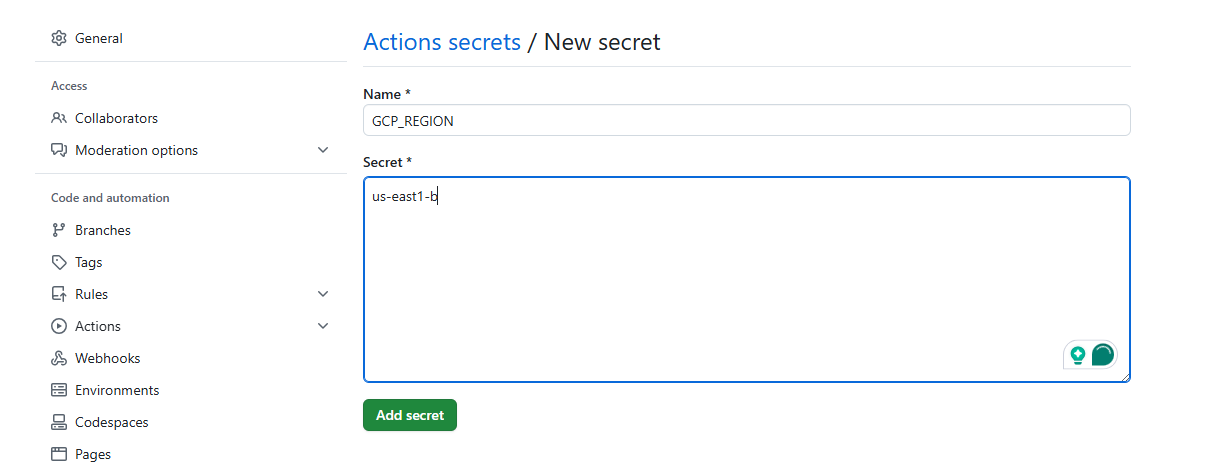 General
Access
Collaborators
Moderation options
Code and automation
Branches
Tags
Rules
Actions
Webhooks
Environments
Codespaces
Pages
Actions secrets / New secret
Name *
GCP_REGION
Secret *
us-east1-b
Add secret